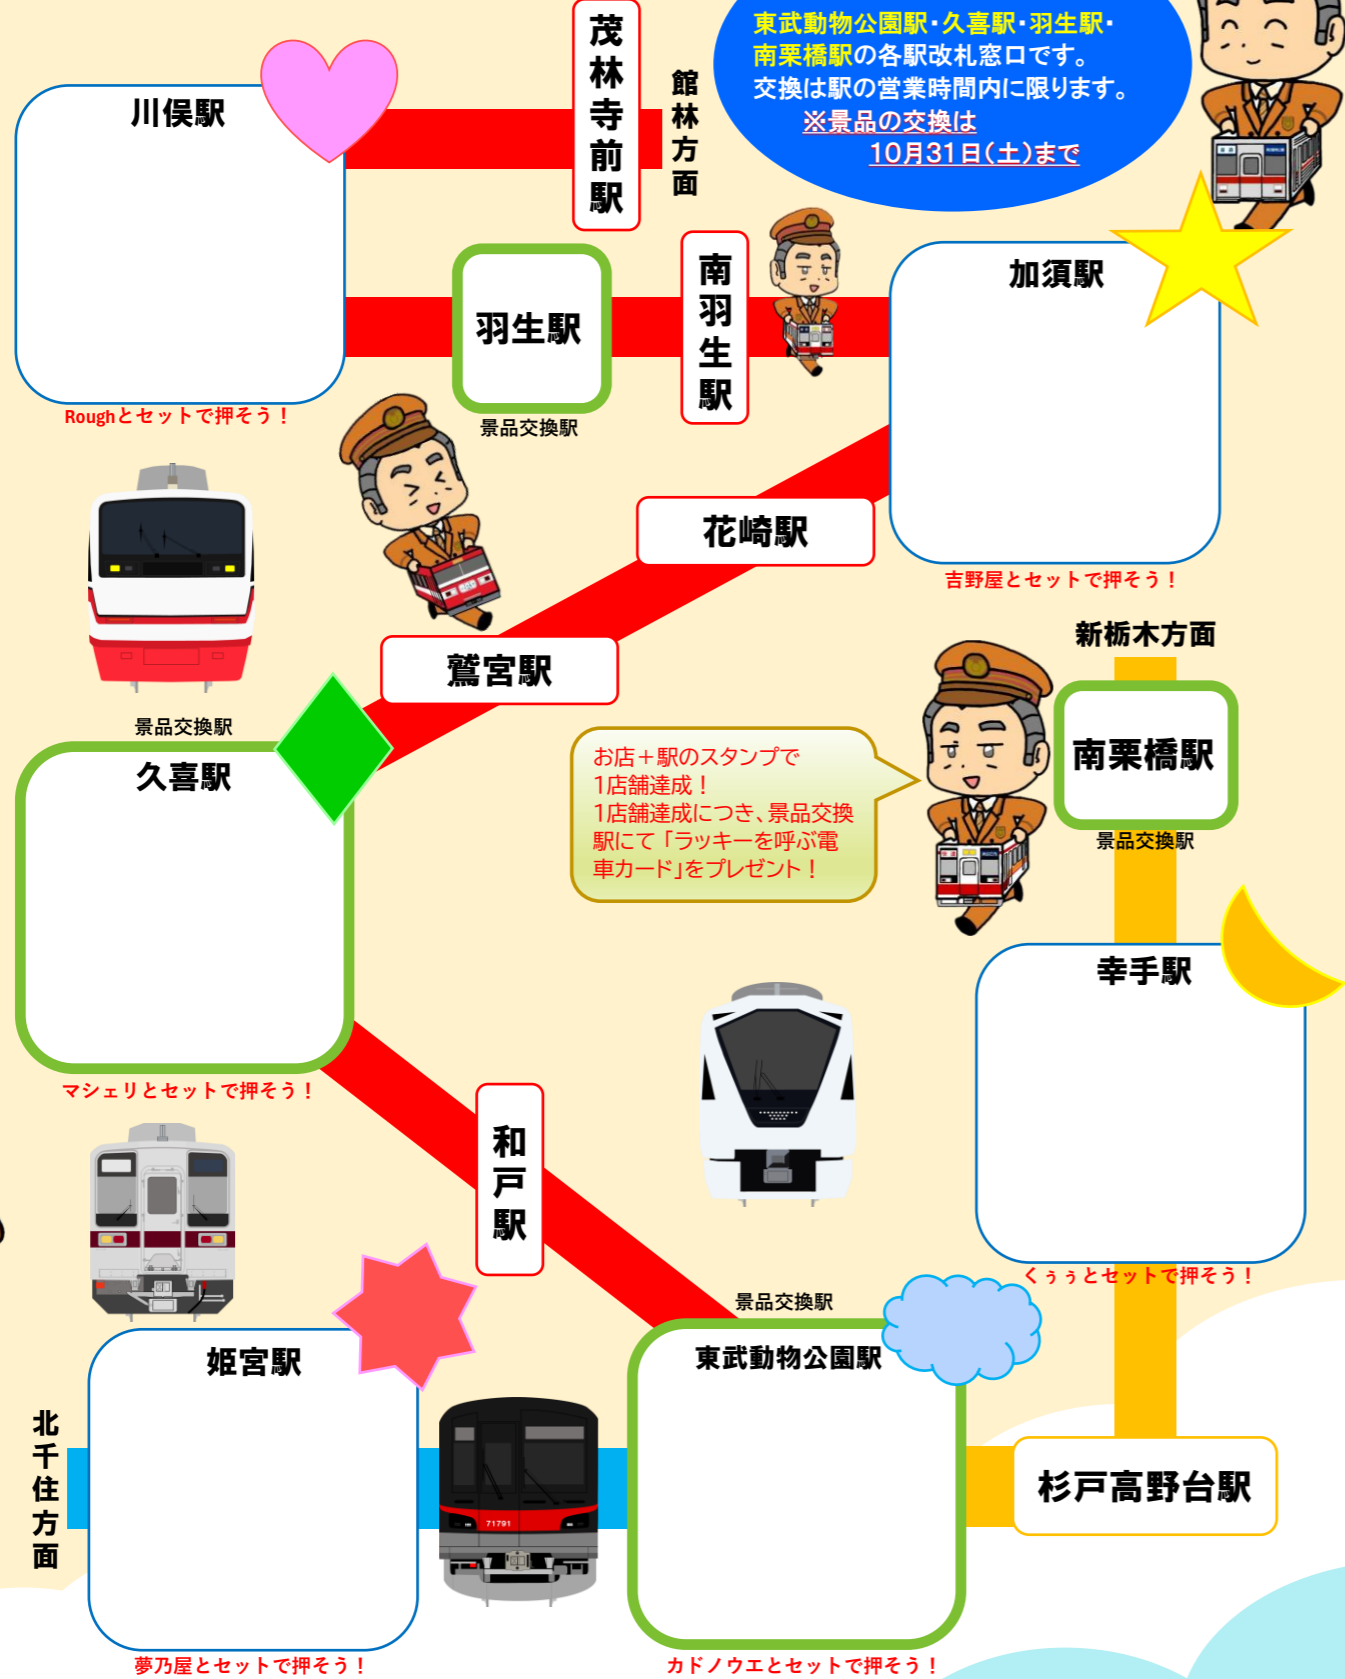 東武動物公園駅・久喜駅・羽生駅・
南栗橋駅の各駅改札窓口です。
交換は駅の営業時間内に限ります。
※景品の交換は
10月31日(土)まで
茂林寺前駅
館林方面
川俣駅
Roughとセットで押そう！
羽生駅
景品交換駅
南羽生駅
加須駅
吉野屋とセットで押そう！
花崎駅
鷲宮駅
新栃木方面
南栗橋駅
景品交換駅
お店＋駅のスタンプで
1店舗達成！
1店舗達成につき、景品交換
駅にて「ラッキーを呼ぶ電
車カード」をプレゼント！
景品交換駅
久喜駅
マシェリとセットで押そう！
幸手駅
くぅぅとセットで押そう！
和戸駅
景品交換駅
東武動物公園駅
カドノウエとセットで押そう！
姫宮駅
夢乃屋とセットで押そう！
北千住方面
71791
杉戸高野台駅